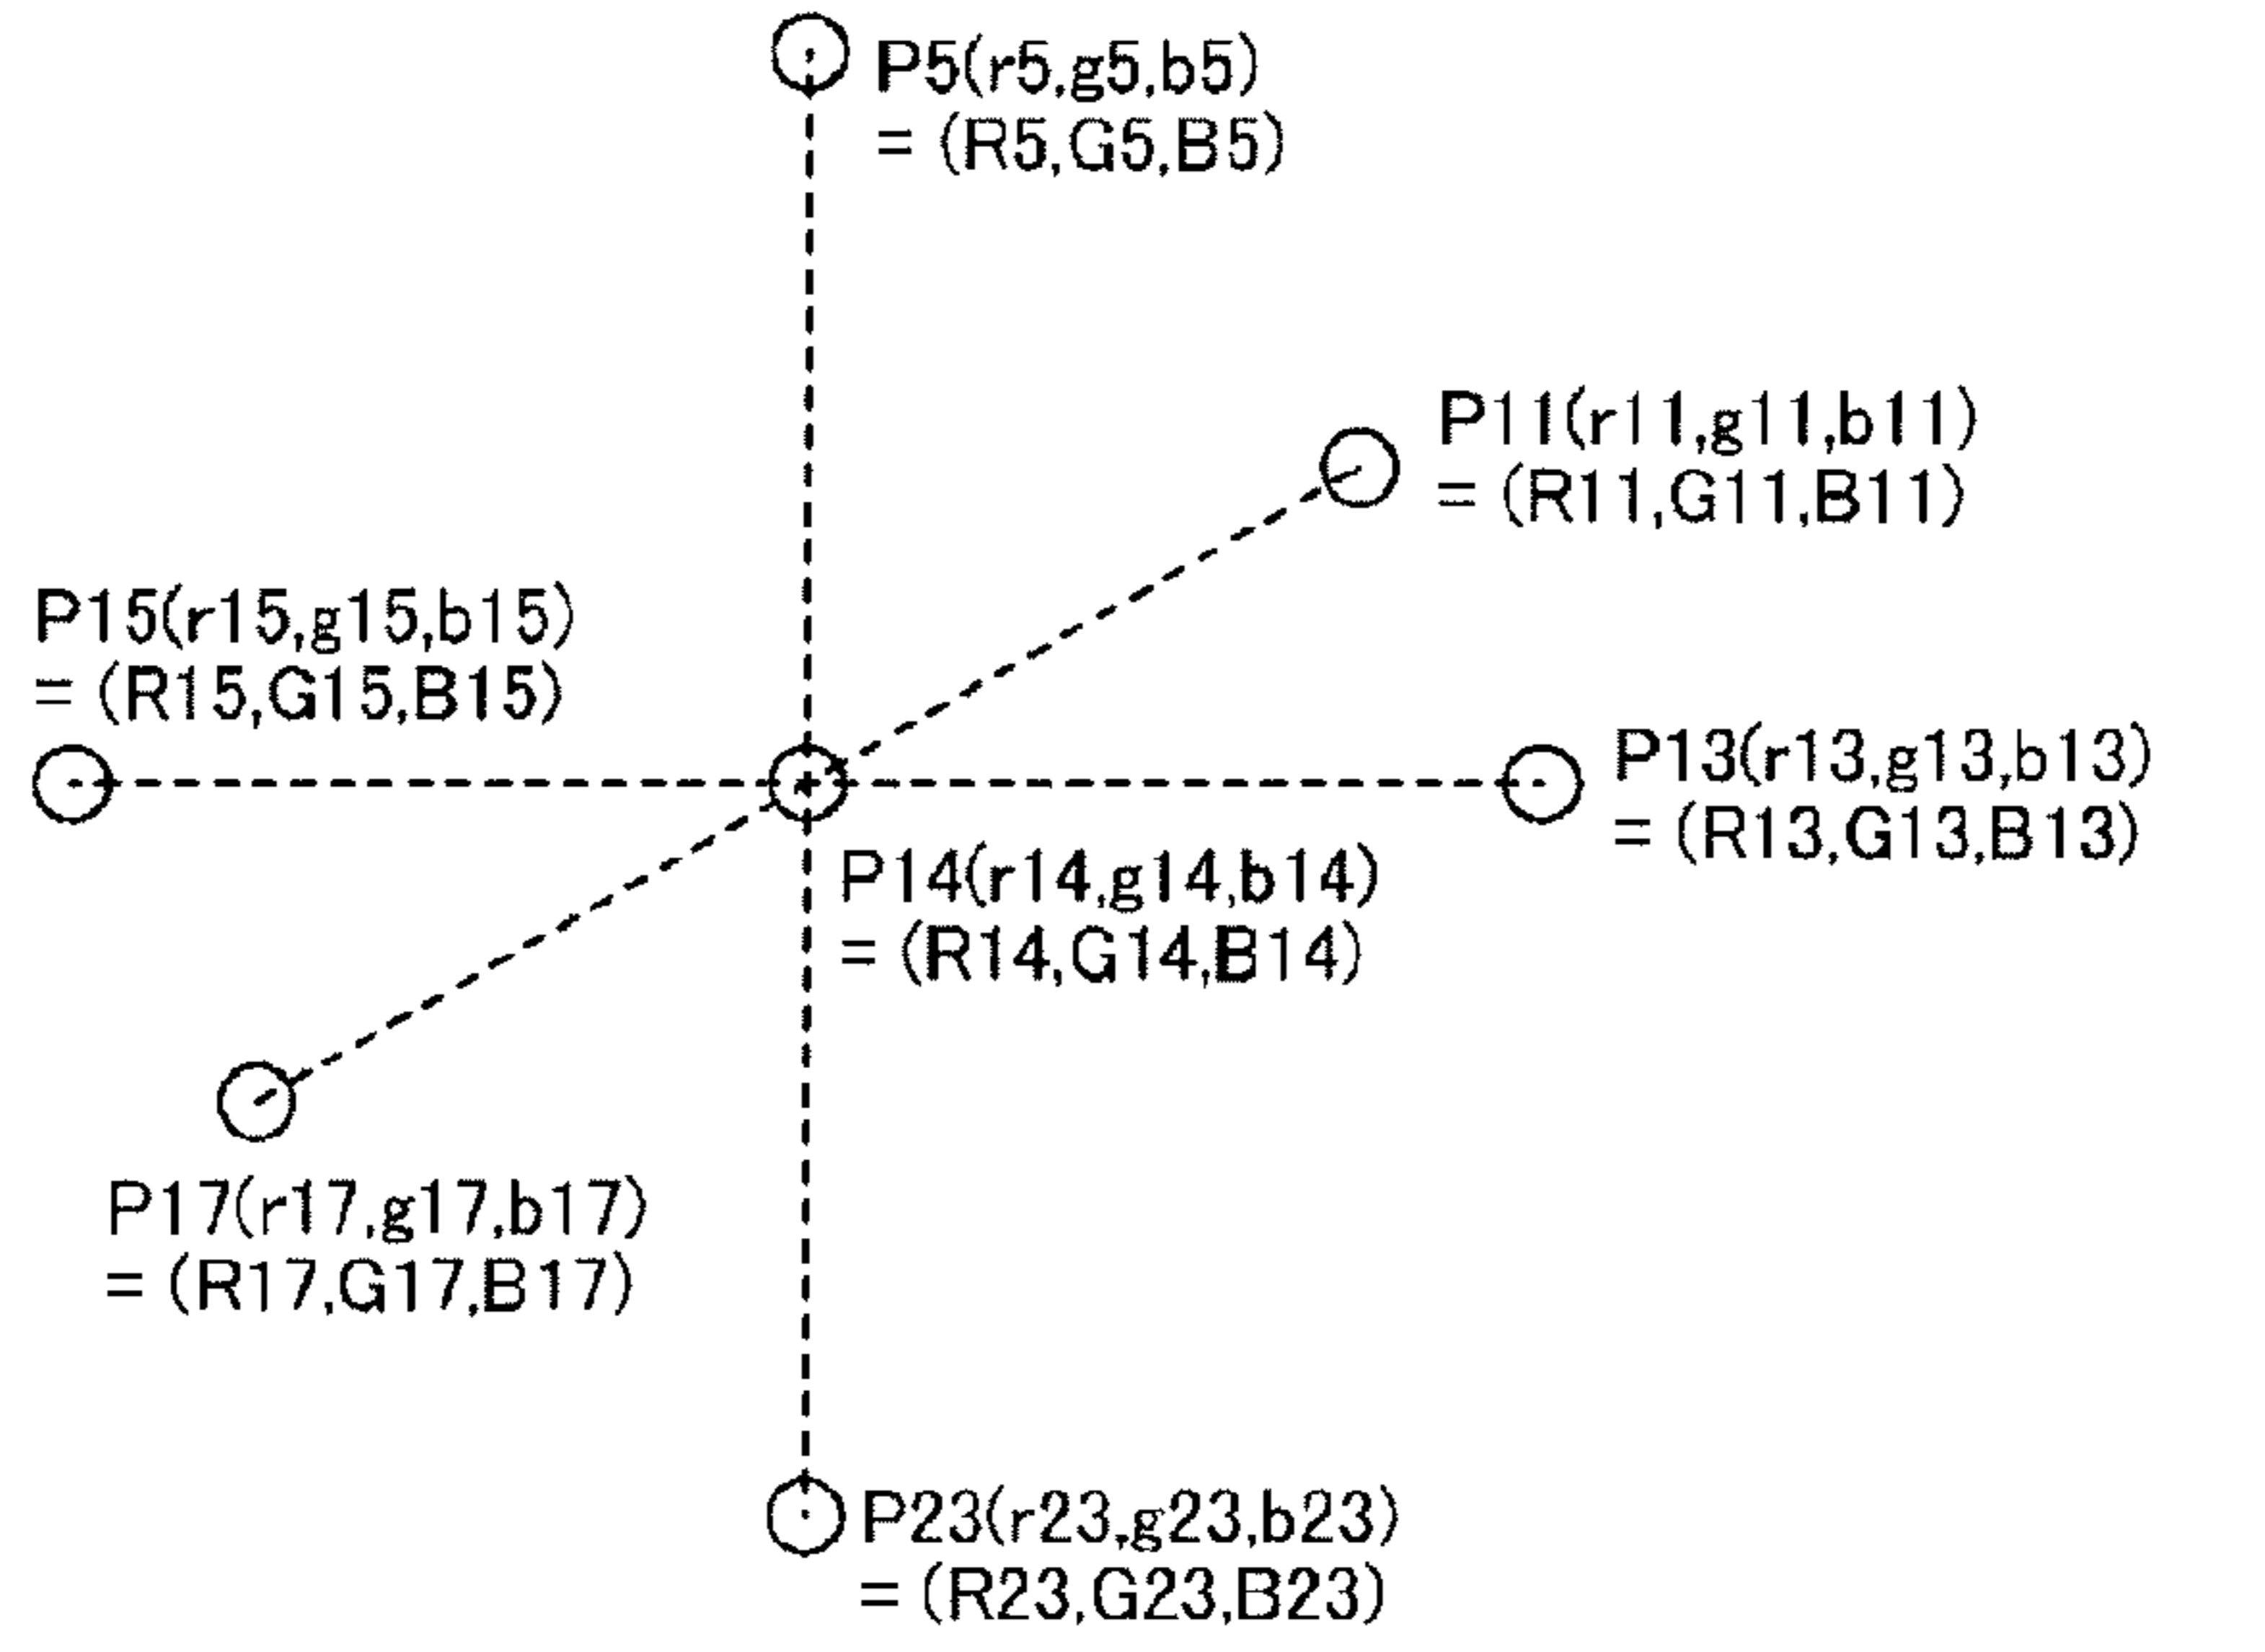 P5(r5,g5,b5)
= (R5,G5,B5)
P11(r11,g11,b11)
= (R11,G11,B11)
P15(r15,g15,b15)
= (R15,G15,B15)
P13(r13,g13,b13)
= (R13,G13,B13)
P14(r14,g14,b14)
= (R14,G14,B14)
P17(r17,g17,b17)
= (R17,G17,B17)
P23(r23,g23,b23)
= (R23,G23,B23)